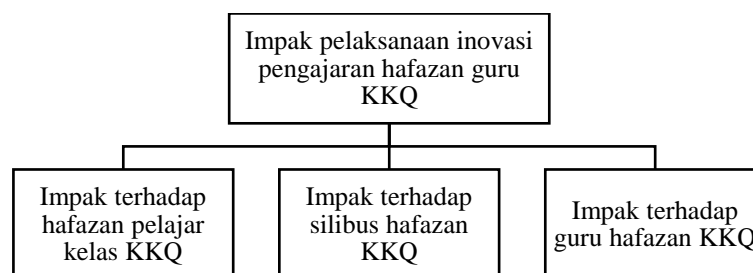 Impak pelaksanaan inovasi
pengajaran hafazan guru
KKQ
Impak terhadap
hafazan pelajar
kelas KKQ
Impak terhadap
silibus hafazan
KKQ
Impak terhadap
guru hafazan KKQ